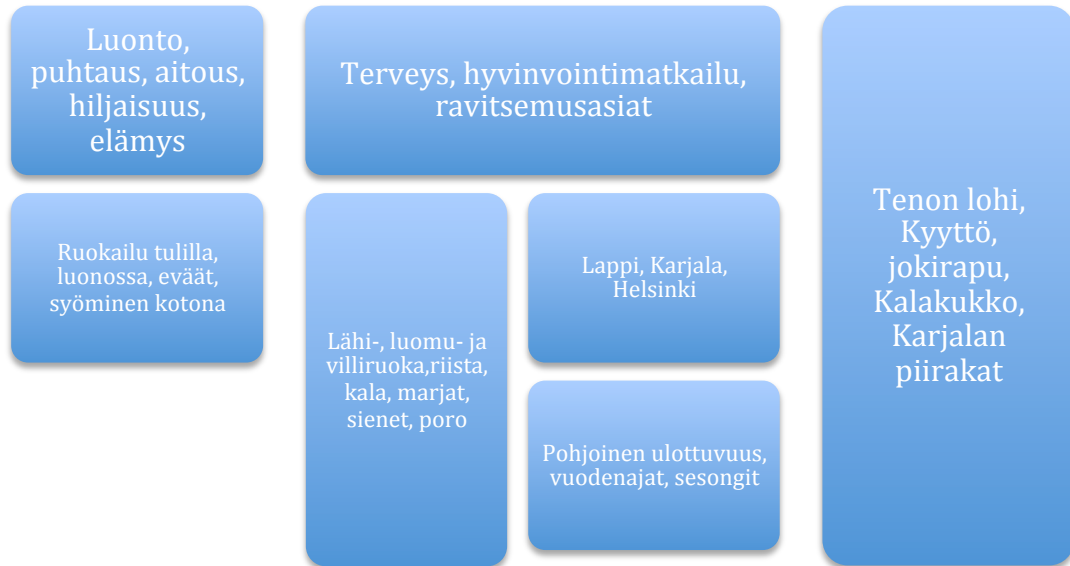 Luonto,
puhtaus, aitous,
hiljaisuus,
elämys
Ruokailu tulilla,
luonossa, eväät,
syöminen kotona
Terveys, hyvinvointimatkailu,
ravitsemusasiat
Lähi-, luomu- ja
villiruoka,riista,
kala, marjat,
sienet, poro
Lappi, Karjala,
Helsinki
Pohjoinen ulottuvuus,
vuodenajat, sesongit
Tenon lohi,
Kyyttö,
jokirapu,
Kalakukko,
Karjalan
piirakat